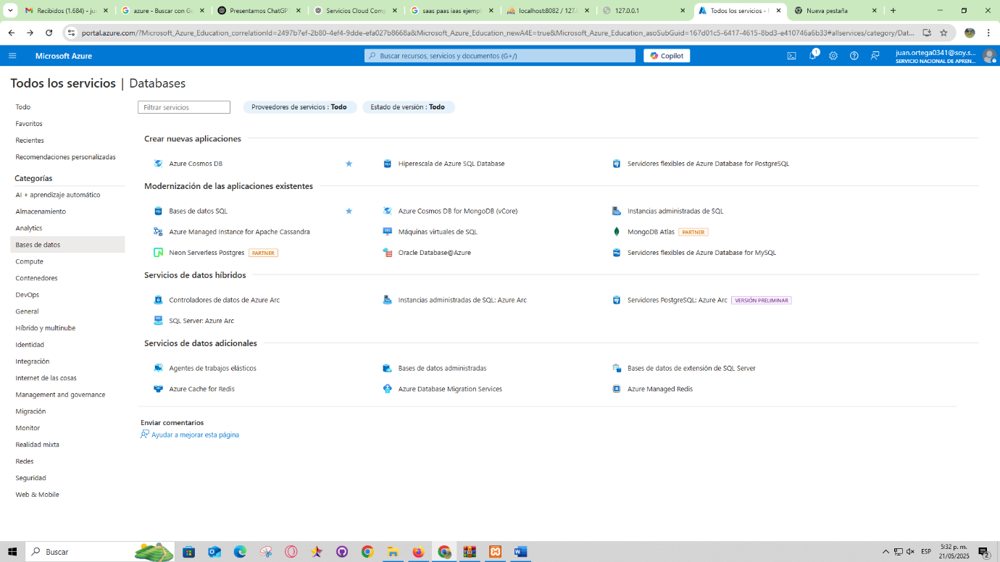 Recibidos (1.684) - ju
azure - Buscar con Go
Presentamos ChatGPT
Servicios Cloud Comp
saas paas iaas ejempl
localhost:8082 / 127.0
127.0.0.1
Todos los servicios - M
Nueva pestaña
portal.azure.com/?Microsoft_Azure_Education_correlationId=2497b7ef-2b80-4ef4-9dde-efa027b8668a&Microsoft_Azure_Education_newA4E=true&Microsoft_Azure_Education_asoSubGuid=167d01c5-6417-4615-8bd3-e410746a6b33#allservices/category/Dat...
Microsoft Azure
Buscar recursos, servicios y documentos (G+/)
Copilot
1
juan.ortega0341@soy.s...
SERVICIO NACIONAL DE APREN...
Todos los servicios | Databases
Todo
Favoritos
Recientes
Recomendaciones personalizadas
Categorías
AI + aprendizaje automático
Almacenamiento
Analytics
Bases de datos
Compute
Contenedores
DevOps
General
Híbrido y multinube
Identidad
Integración
Internet de las cosas
Management and governance
Migración
Monitor
Realidad mixta
Redes
Seguridad
Web & Mobile
Filtrar servicios
Proveedores de servicios : Todo
Estado de versión : Todo
Crear nuevas aplicaciones
Azure Cosmos DB
Hiperescala de Azure SQL Database
Servidores flexibles de Azure Database for PostgreSQL
Modernización de las aplicaciones existentes
Bases de datos SQL
Azure Cosmos DB for MongoDB (vCore)
Instancias administradas de SQL
Azure Managed Instance for Apache Cassandra
Máquinas virtuales de SQL
MongoDB Atlas PARTNER
Neon Serverless Postgres PARTNER
Oracle Database@Azure
Servidores flexibles de Azure Database for MySQL
Servicios de datos híbridos
Controladores de datos de Azure Arc
Instancias administradas de SQL: Azure Arc
Servidores PostgreSQL: Azure Arc VERSIÓN PRELIMINAR
SQL Server: Azure Arc
Servicios de datos adicionales
Agentes de trabajos elásticos
Bases de datos administradas
Bases de datos de extensión de SQL Server
Azure Cache for Redis
Azure Database Migration Services
Azure Managed Redis
Enviar comentarios
Ayudar a mejorar esta página
Buscar
ESP
5:32 p. m.
21/05/2025
2